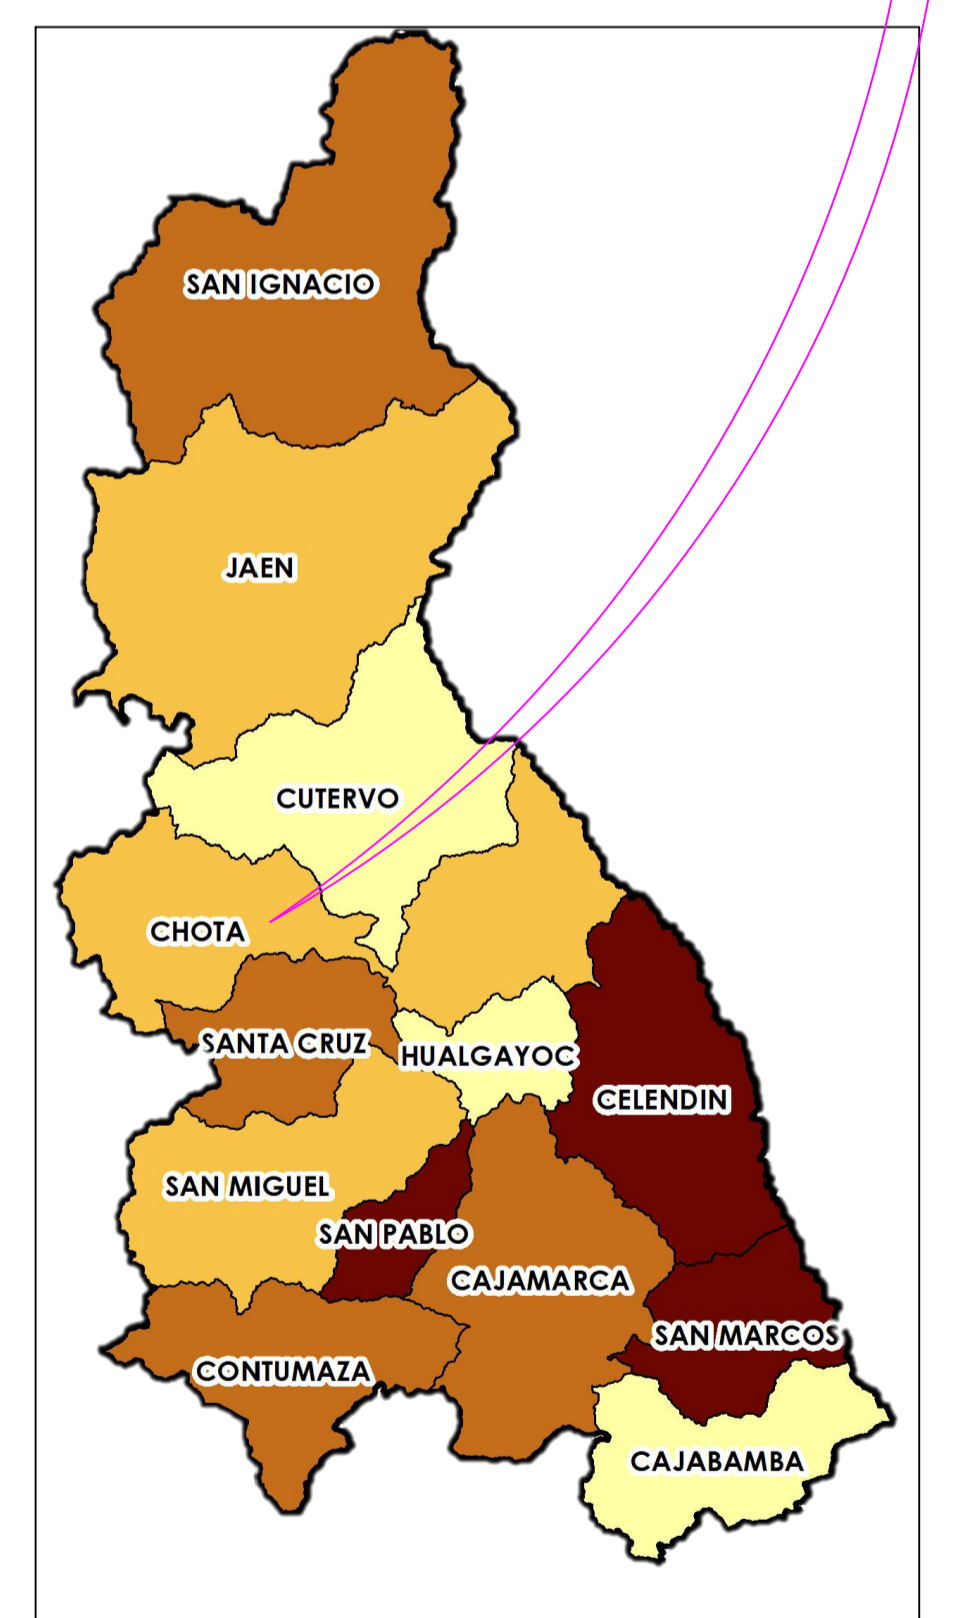 SAN IGNACIO
JAEN
CUTERVO
CHOTA
SANTA CRUZ
HUALGAYOC
CELENDIN
SAN MIGUEL
SAN PABLO
CAJAMARCA
SAN MARCOS
CONTUMAZA
CAJABAMBA